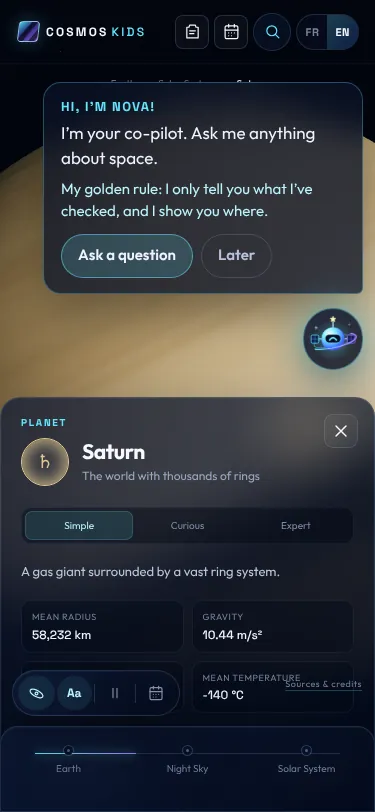 COSMOS KIDS
FR
EN
HI, I'M NOVA!
I'm your co-pilot. Ask me anything
about space.
My golden rule: I only tell you what I've
checked, and I show you where.
Ask a question
Later
PLANET
♄
Saturn
The world with thousands of rings
Simple
Curious
Expert
A gas giant surrounded by a vast ring system.
MEAN RADIUS
58,232 km
GRAVITY
10.44 m/s²
MEAN TEMPERATURE
-140 °C
Sources & credits
Aa
Earth
Night Sky
Solar System